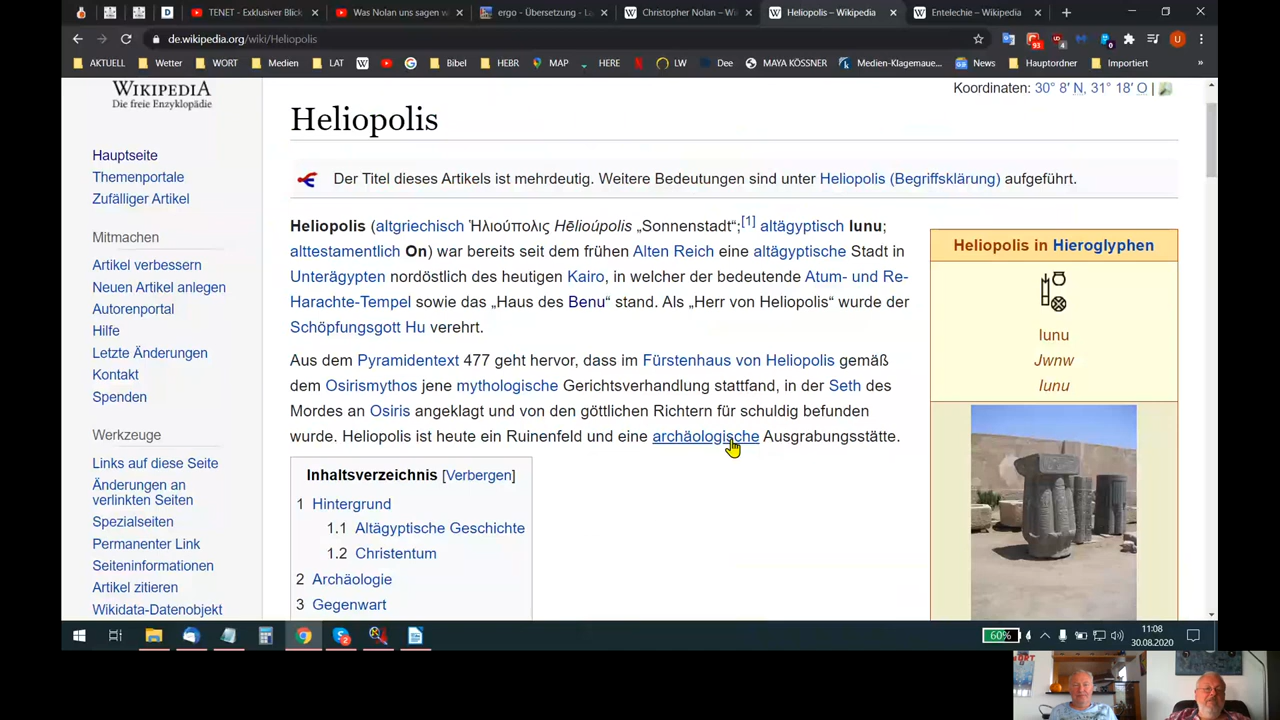 TENET - Exklusiver Blick
Was Nolan uns sagen w
ergo - Übersetzung - La
Christopher Nolan – Wi
Heliopolis – Wikipedia
Entelechie – Wikipedia
de.wikipedia.org/wiki/Heliopolis
AKTUELL Wetter WORT Medien LAT Bibel HEBR MAP HERE LW Dee MAYA KÖSSNER Medien-Klagemaue... News Hauptordner Importiert »
WIKIPEDIA
Die freie Enzyklopädie
Hauptseite
Themenportale
Zufälliger Artikel
Mitmachen
Artikel verbessern
Neuen Artikel anlegen
Autorenportal
Hilfe
Letzte Änderungen
Kontakt
Spenden
Werkzeuge
Links auf diese Seite
Änderungen an
verlinkten Seiten
Spezialseiten
Permanenter Link
Seiteninformationen
Artikel zitieren
Wikidata-Datenobjekt
Koordinaten: 30° 8′ N, 31° 18′ O |
Heliopolis
Der Titel dieses Artikels ist mehrdeutig. Weitere Bedeutungen sind unter Heliopolis (Begriffsklärung) aufgeführt.
Heliopolis (altgriechisch Ἡλιούπολις Hēlioúpolis „Sonnenstadt“;[1] altägyptisch Iunu;
alttestamentlich On) war bereits seit dem frühen Alten Reich eine altägyptische Stadt in
Unterägypten nordöstlich des heutigen Kairo, in welcher der bedeutende Atum- und Re-
Harachte-Tempel sowie das „Haus des Benu“ stand. Als „Herr von Heliopolis“ wurde der
Schöpfungsgott Hu verehrt.
Aus dem Pyramidentext 477 geht hervor, dass im Fürstenhaus von Heliopolis gemäß
dem Osirismythos jene mythologische Gerichtsverhandlung stattfand, in der Seth des
Mordes an Osiris angeklagt und von den göttlichen Richtern für schuldig befunden
wurde. Heliopolis ist heute ein Ruinenfeld und eine archäologische Ausgrabungsstätte.
Inhaltsverzeichnis [Verbergen]
1 Hintergrund
1.1 Altägyptische Geschichte
1.2 Christentum
2 Archäologie
3 Gegenwart
Heliopolis in Hieroglyphen
Iunu
Jwnw
Iunu
60%
11:08
30.08.2020